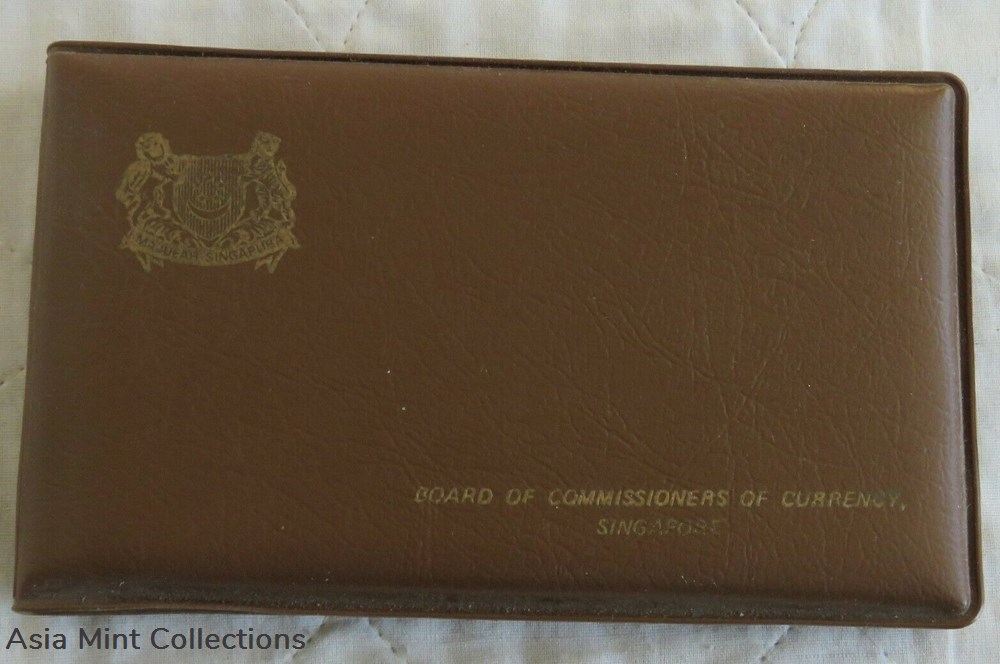 MAJULAH SINGAPURA
BOARD OF COMMISSIONERS OF CURRENCY,
SINGAPORE
Asia Mint Collections